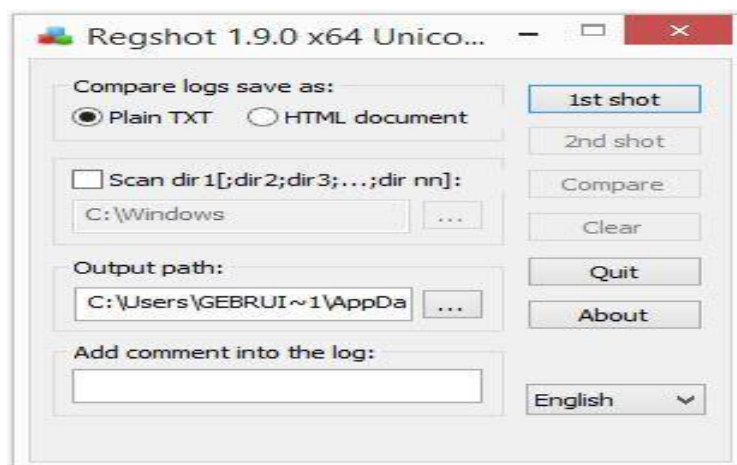 Regshot 1.9.0 x64 Unico...
Compare logs save as:
Plain TXT HTML document
Scan dir1[;dir2;dir3;...;dir nn]:
C:\Windows ...
Output path:
C:\Users\GEBRUI~1\AppDa ...
Add comment into the log:
1st shot
2nd shot
Compare
Clear
Quit
About
English